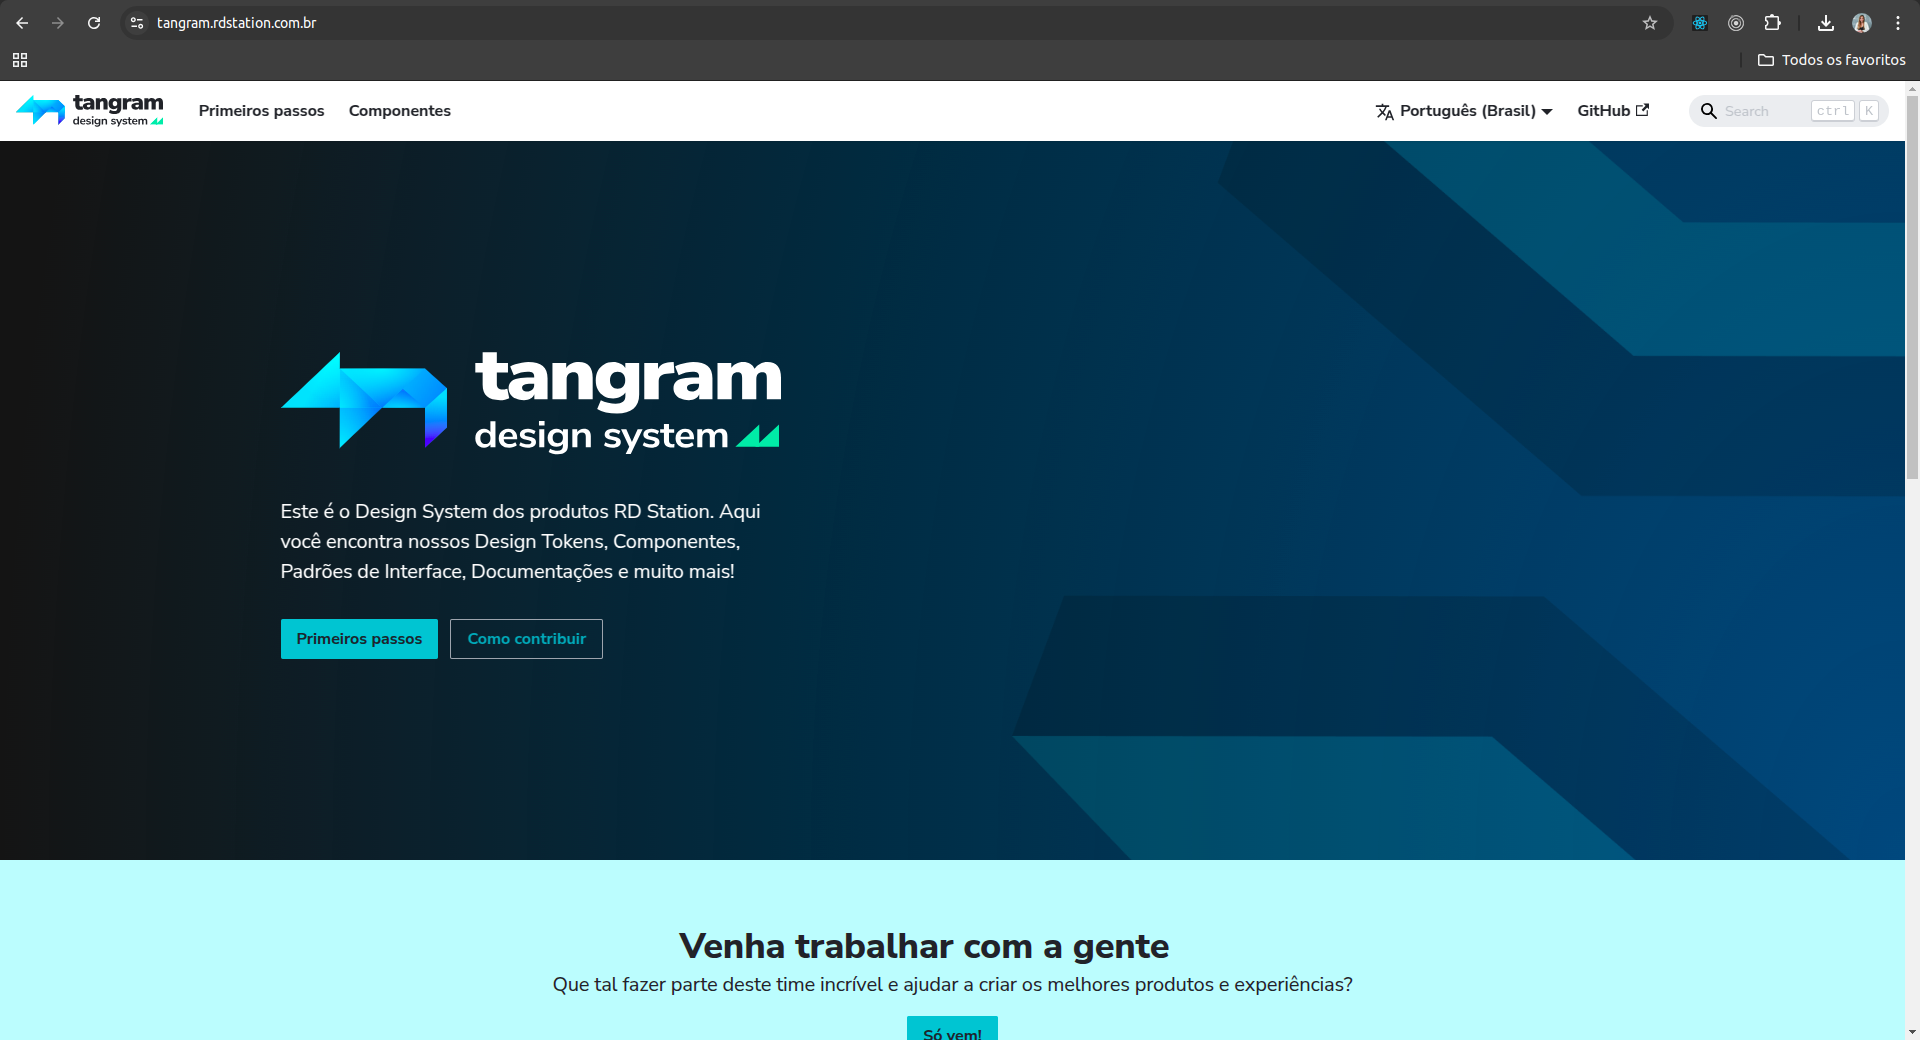 tangram.rdstation.com.br
Todos os favoritos
tangram
design system
Primeiros passos
Componentes
Português (Brasil)
GitHub
Search
ctrl
K
tangram
design system
Este é o Design System dos produtos RD Station. Aqui
você encontra nossos Design Tokens, Componentes,
Padrões de Interface, Documentações e muito mais!
Primeiros passos
Como contribuir
Venha trabalhar com a gente
Que tal fazer parte deste time incrível e ajudar a criar os melhores produtos e experiências?
Só vem!